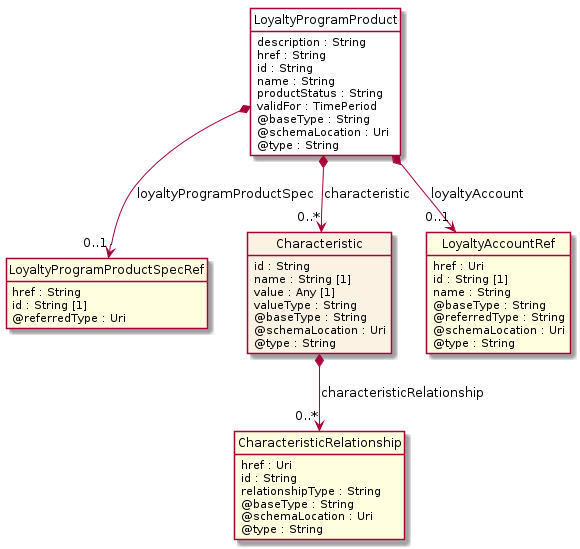 LoyaltyProgramProduct
description : String
href : String
id : String
name : String
productStatus : String
validFor : TimePeriod
@baseType : String
@schemaLocation : Uri
@type : String
loyaltyProgramProductSpec
characteristic
loyaltyAccount
0..1
0..*
0..1
LoyaltyProgramProductSpecRef
href : String
id : String [1]
@referredType : Uri
Characteristic
id : String
name : String [1]
value : Any [1]
valueType : String
@baseType : String
@schemaLocation : Uri
@type : String
LoyaltyAccountRef
href : Uri
id : String [1]
name : String
@baseType : String
@referredType : String
@schemaLocation : Uri
@type : String
characteristicRelationship
0..*
CharacteristicRelationship
href : Uri
id : String
relationshipType : String
@baseType : String
@schemaLocation : Uri
@type : String